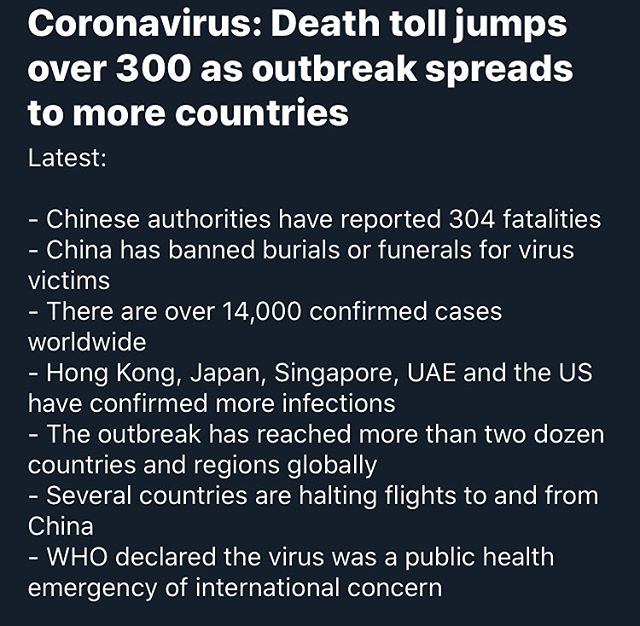 Coronavirus: Death toll jumps
over 300 as outbreak spreads
to more countries
Latest:
- Chinese authorities have reported 304 fatalities
- China has banned burials or funerals for virus
victims
- There are over 14,000 confirmed cases
worldwide
- Hong Kong, Japan, Singapore, UAE and the US
have confirmed more infections
- The outbreak has reached more than two dozen
countries and regions globally
- Several countries are halting flights to and from
China
- WHO declared the virus was a public health
emergency of international concern